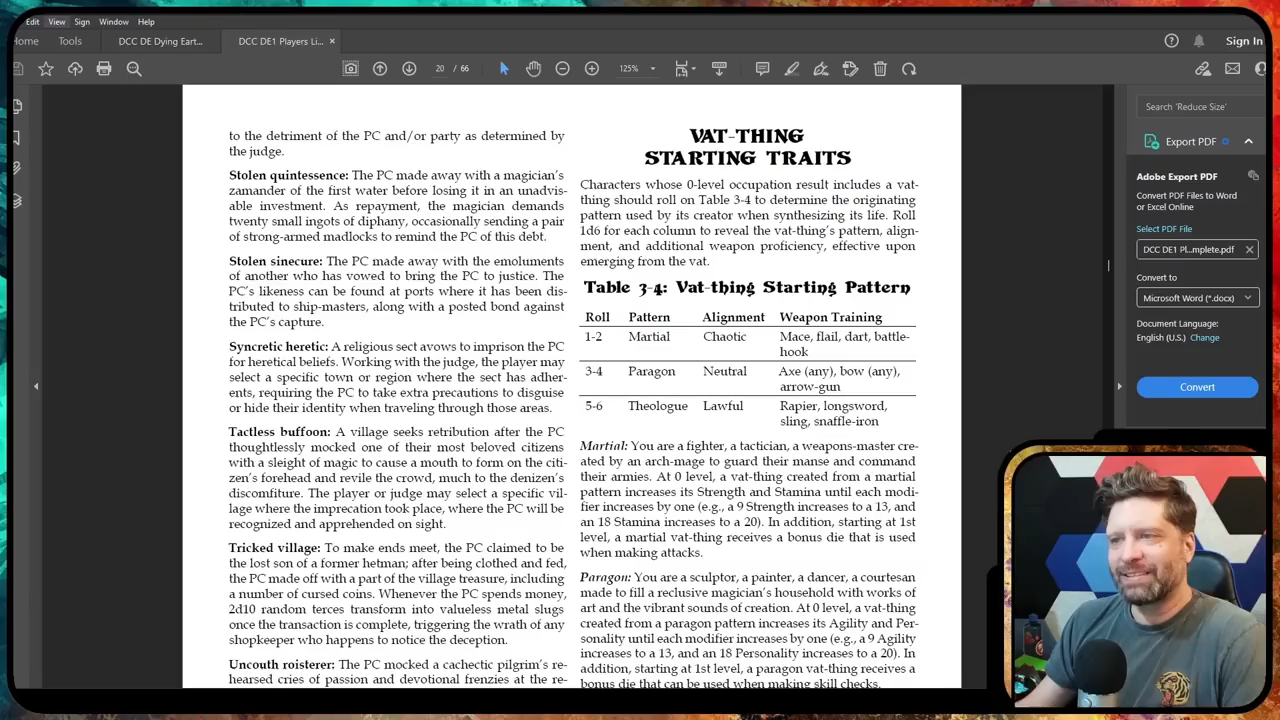 Edit View Sign Window Help
Home Tools DCC DE Dying Eart... DCC DE1 Players Li... × Sign In
20 / 66 125%
to the detriment of the PC and/or party as determined by
the judge.
Stolen quintessence: The PC made away with a magician's
zamander of the first water before losing it in an unadvis-
able investment. As repayment, the magician demands
twenty small ingots of diphany, occasionally sending a pair
of strong-armed madlocks to remind the PC of this debt.
Stolen sinecure: The PC made away with the emoluments
of another who has vowed to bring the PC to justice. The
PC's likeness can be found at ports where it has been dis-
tributed to ship-masters, along with a posted bond against
the PC's capture.
Syncretic heretic: A religious sect avows to imprison the PC
for heretical beliefs. Working with the judge, the player may
select a specific town or region where the sect has adher-
ents, requiring the PC to take extra precautions to disguise
or hide their identity when traveling through those areas.
Tactless buffoon: A village seeks retribution after the PC
thoughtlessly mocked one of their most beloved citizens
with a sleight of magic to cause a mouth to form on the citi-
zen's forehead and revile the crowd, much to the denizen's
discomfiture. The player or judge may select a specific vil-
lage where the imprecation took place, where the PC will be
recognized and apprehended on sight.
Tricked village: To make ends meet, the PC claimed to be
the lost son of a former hetman; after being clothed and fed,
the PC made off with a part of the village treasure, including
a number of cursed coins. Whenever the PC spends money,
2d10 random terces transform into valueless metal slugs
once the transaction is complete, triggering the wrath of any
shopkeeper who happens to notice the deception.
Uncouth roisterer: The PC mocked a cachectic pilgrim's re-
hearsed cries of passion and devotional frenzies at the re-
VAT-THING
STARTING TRAITS
Characters whose 0-level occupation result includes a vat-
thing should roll on Table 3-4 to determine the originating
pattern used by its creator when synthesizing its life. Roll
1d6 for each column to reveal the vat-thing's pattern, align-
ment, and additional weapon proficiency, effective upon
emerging from the vat.
Table 3-4: Vat-thing Starting Pattern
Roll Pattern Alignment Weapon Training
1-2 Martial Chaotic Mace, flail, dart, battle-
hook
3-4 Paragon Neutral Axe (any), bow (any),
arrow-gun
5-6 Theologue Lawful Rapier, longsword,
sling, snaffle-iron
Martial: You are a fighter, a tactician, a weapons-master cre-
ated by an arch-mage to guard their manse and command
their armies. At 0 level, a vat-thing created from a martial
pattern increases its Strength and Stamina until each modi-
fier increases by one (e.g., a 9 Strength increases to a 13, and
an 18 Stamina increases to a 20). In addition, starting at 1st
level, a martial vat-thing receives a bonus die that is used
when making attacks.
Paragon: You are a sculptor, a painter, a dancer, a courtesan
made to fill a reclusive magician's household with works of
art and the vibrant sounds of creation. At 0 level, a vat-thing
created from a paragon pattern increases its Agility and Per-
sonality until each modifier increases by one (e.g., a 9 Agility
increases to a 13, and an 18 Personality increases to a 20). In
addition, starting at 1st level, a paragon vat-thing receives a
bonus die that can be used when making skill checks.
Search 'Reduce Size'
Export PDF
Adobe Export PDF
Convert PDF Files to Word
or Excel Online
Select PDF File
DCC DE1 Pl...mplete.pdf ×
Convert to
Microsoft Word (*.docx)
Document Language:
English (U.S.) Change
Convert